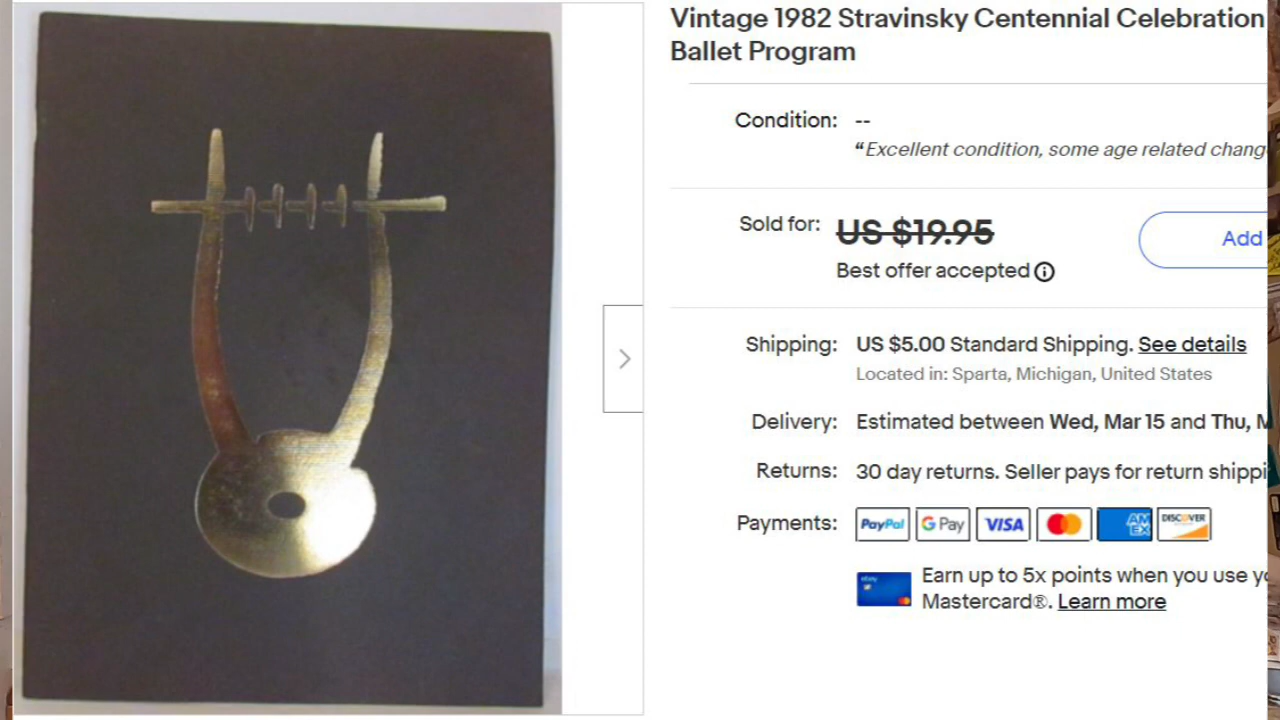 Vintage 1982 Stravinsky Centennial Celebration
Ballet Program
Condition: --
“Excellent condition, some age related chang
Sold for: US $19.95
Add
Best offer accepted
Shipping: US $5.00 Standard Shipping. See details
Located in: Sparta, Michigan, United States
Delivery: Estimated between Wed, Mar 15 and Thu, M
Returns: 30 day returns. Seller pays for return shippi
Payments: PayPal G Pay VISA AM EX DISCOVER
ebay
Earn up to 5x points when you use yo
Mastercard®. Learn more